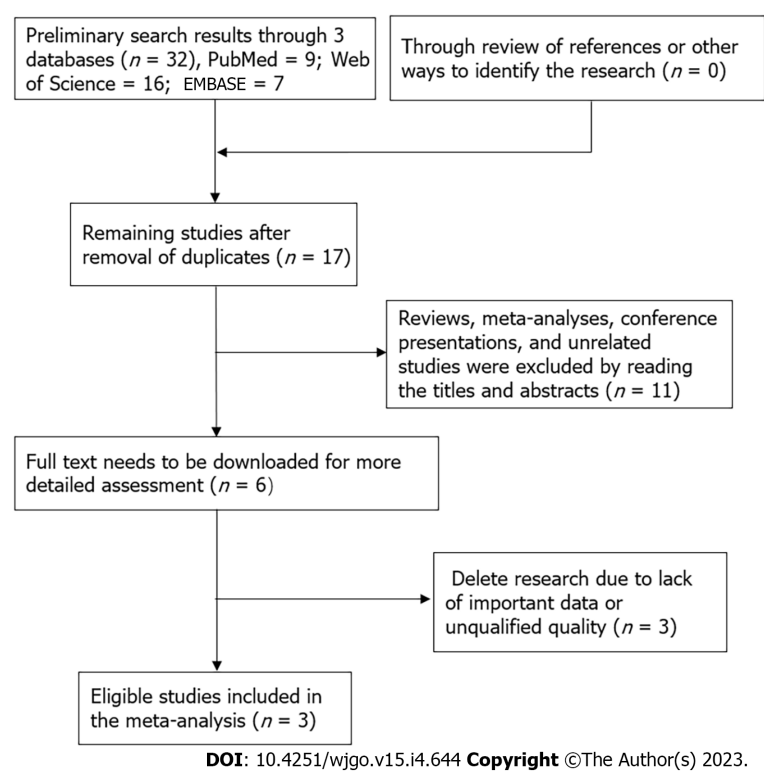 Preliminary search results through 3
databases (n = 32), PubMed = 9; Web
of Science = 16; EMBASE = 7
Through review of references or other
ways to identify the research (n = 0)
Remaining studies after
removal of duplicates (n = 17)
Reviews, meta-analyses, conference
presentations, and unrelated
studies were excluded by reading
the titles and abstracts (n = 11)
Full text needs to be downloaded for more
detailed assessment (n = 6)
Delete research due to lack
of important data or
unqualified quality (n = 3)
Eligible studies included in
the meta-analysis (n = 3)
DOI: 10.4251/wjgo.v15.i4.644 Copyright ©The Author(s) 2023.